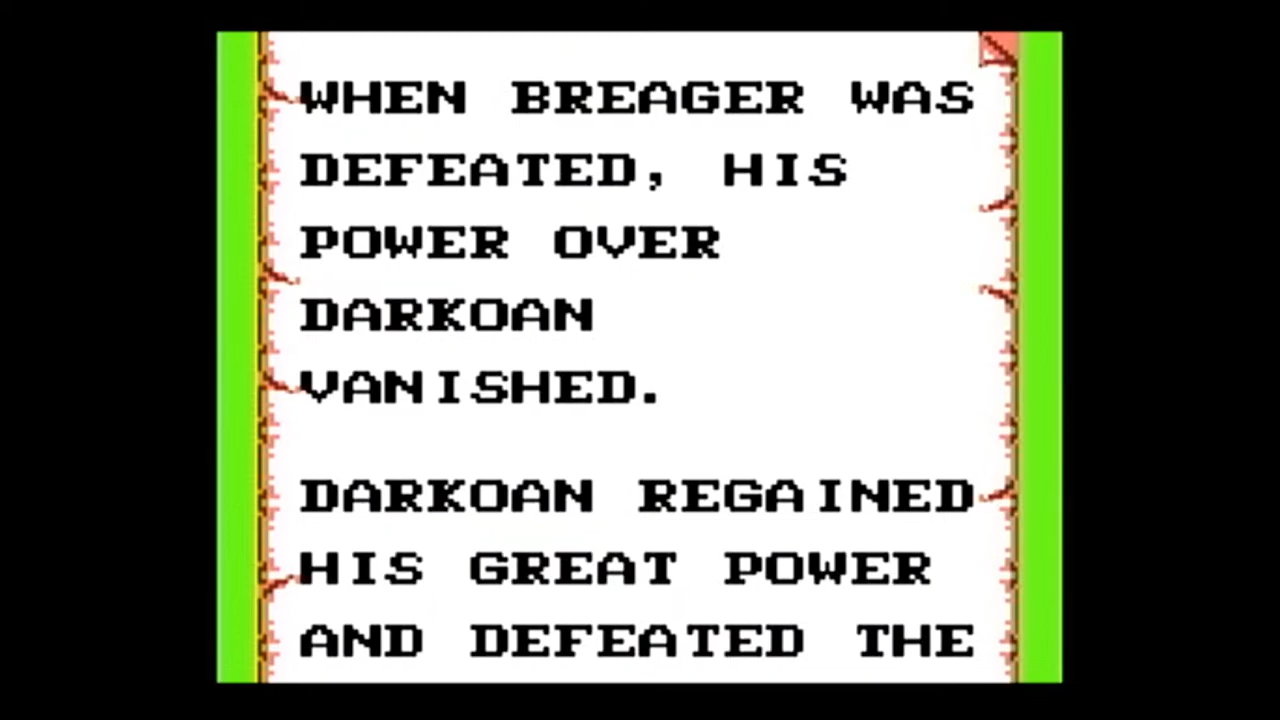 WHEN BREAGER WAS
DEFEATED, HIS
POWER OVER
DARKOAN
VANISHED.
DARKOAN REGAINED
HIS GREAT POWER
AND DEFEATED THE